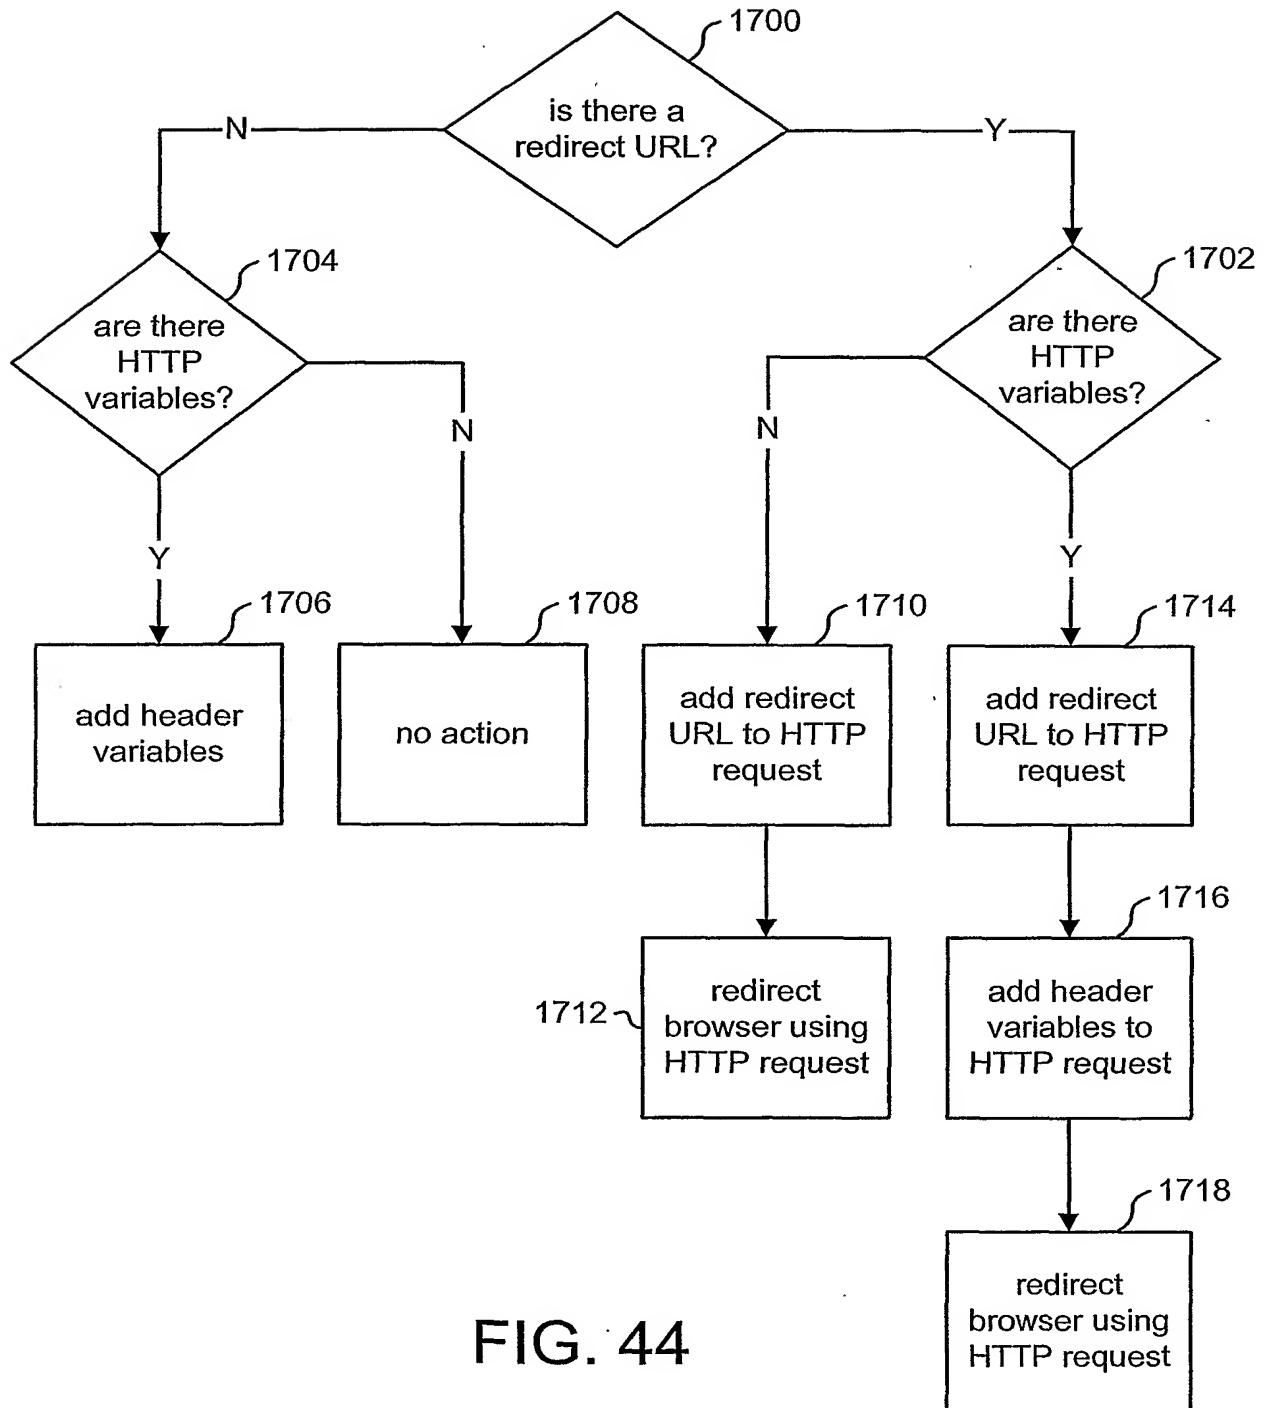 1700
is there a
redirect URL?
N
Y
1704
are there
HTTP
variables?
1702
are there
HTTP
variables?
N
N
Y
Y
1706
add header
variables
1708
no action
1710
add redirect
URL to HTTP
request
1714
add redirect
URL to HTTP
request
1712
redirect
browser using
HTTP request
1716
add header
variables to
HTTP request
1718
redirect
browser using
HTTP request
FIG. 44